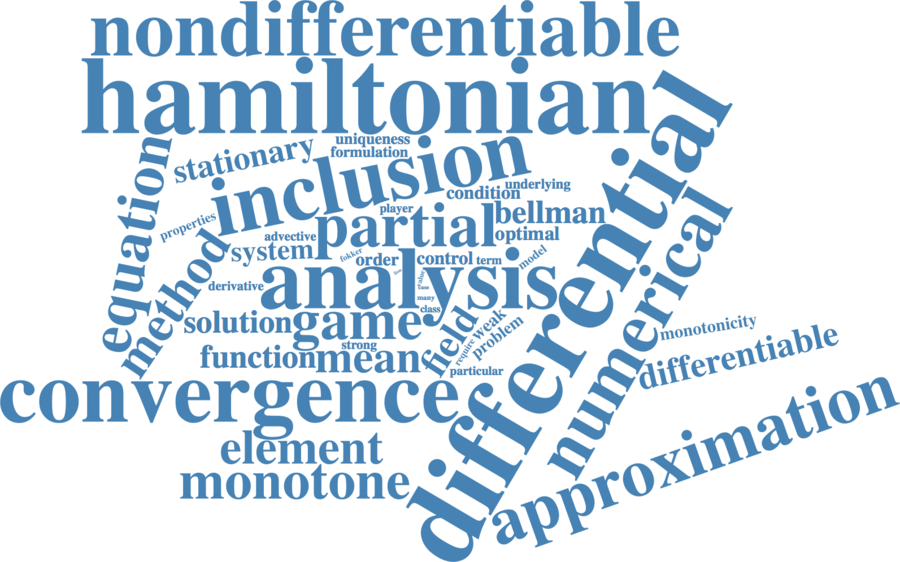 nondifferentiable
hamiltonian
differential
equation
stationary
uniqueness
formulation
inclusion
condition
underlying
properties
player
partial
bellman
numerical
advective
system
optimal
method
fokker
order
control
term
model
derivative
analysis
many
class
solution
game
field
weak
problem
require
monotonicity
function
strong
mean
particular
differentiable
convergence
approximation
element
monotone